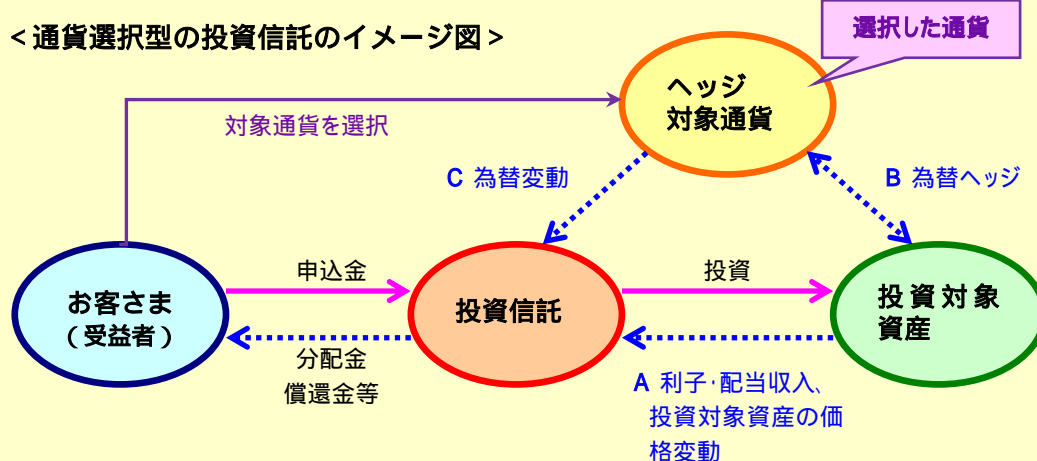 <通貨選択型の投資信託のイメージ図>
選択した通貨
ヘッジ
対象通貨
対象通貨を選択
C 為替変動
B 為替ヘッジ
お客さま
(受益者)
申込金
投資信託
投資
投資対象
資産
分配金
償還金等
A 利子・配当収入、
投資対象資産の価
格変動